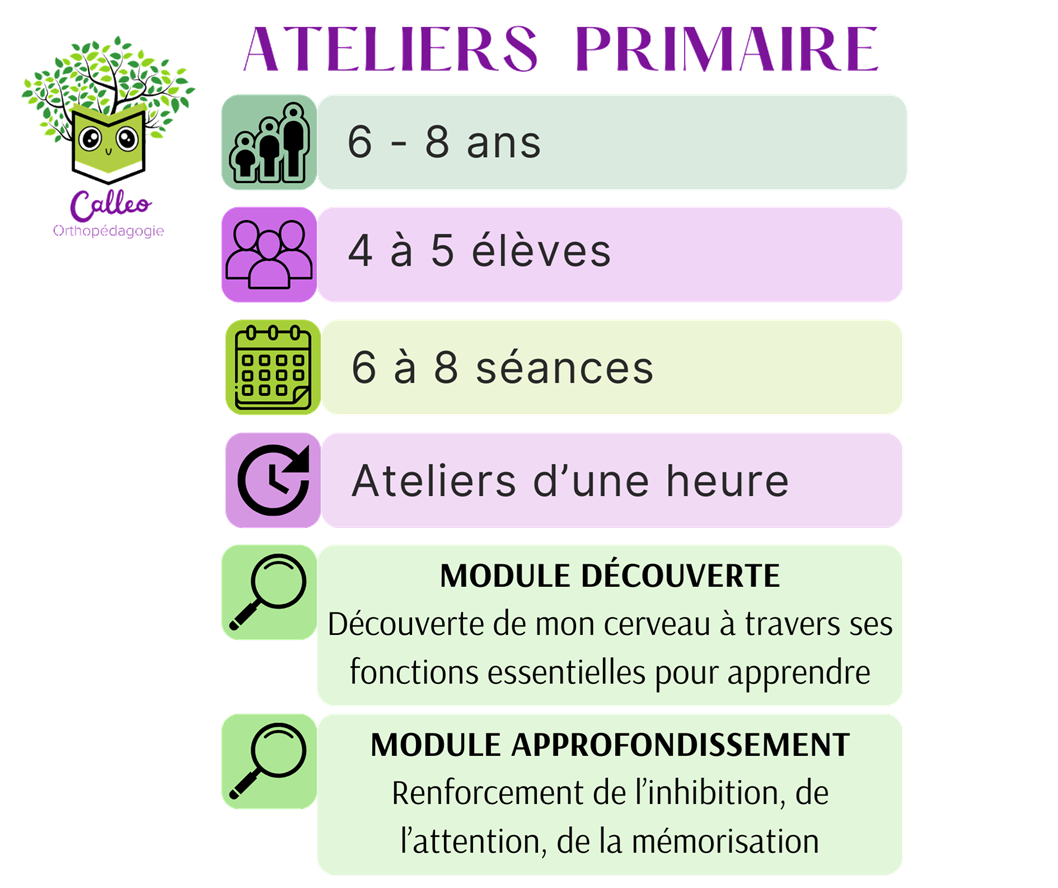 ATELIERS PRIMAIRE
Calleo
Orthopédagogie
6 - 8 ans
4 à 5 élèves
6 à 8 séances
Ateliers d’une heure
MODULE DÉCOUVERTE
Découverte de mon cerveau à travers ses
fonctions essentielles pour apprendre
MODULE APPROFONDISSEMENT
Renforcement de l’inhibition, de
l’attention, de la mémorisation